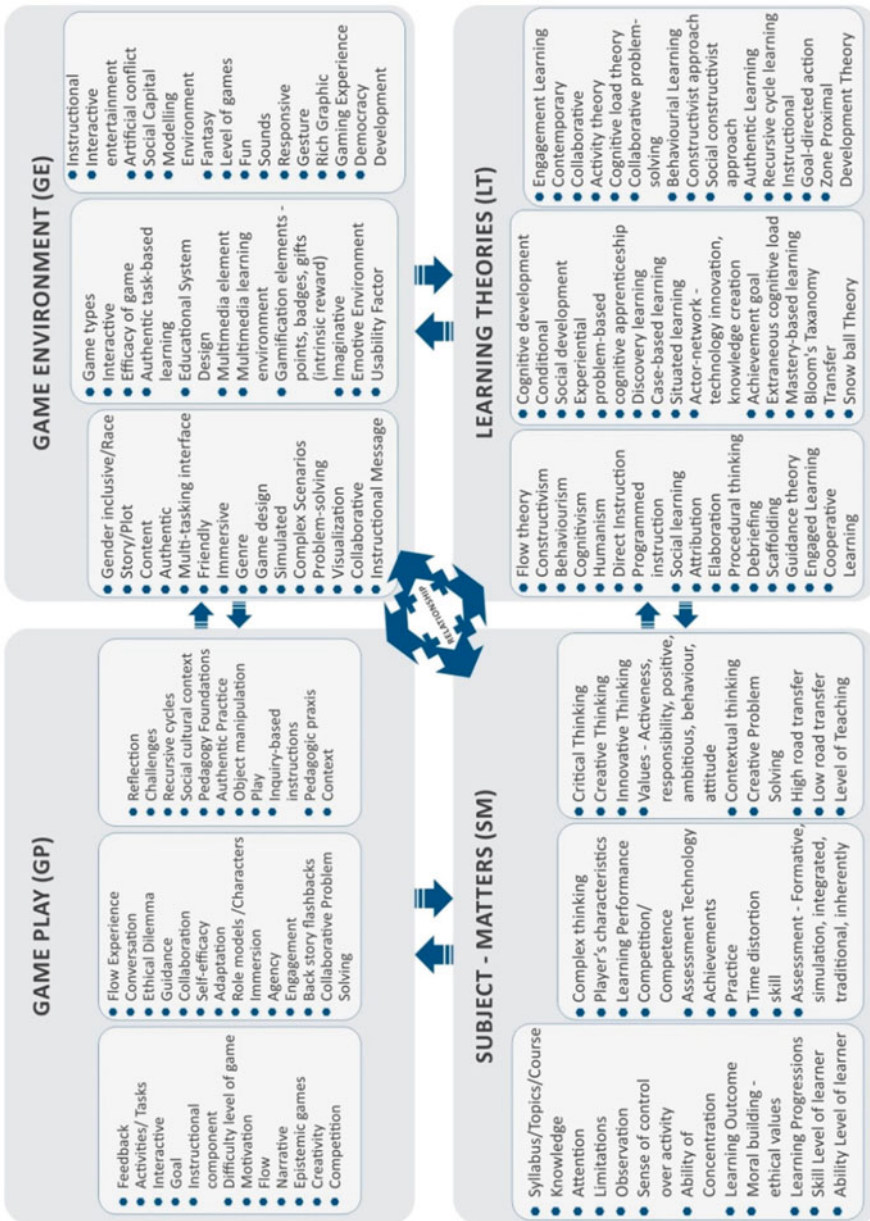 GAME PLAY (GP)
Feedback
Activities/ Tasks
Interactive
Goal
Instructional
component
Difficulty level of game
Motivation
Flow
Narrative
Epistemic games
Creativity
Competition
Flow Experience
Conversation
Ethical Dilemma
Guidance
Collaboration
Self-efficacy
Adaptation
Role models /Characters
Immersion
Agency
Engagement
Back story flashbacks
Collaborative Problem
Solving
Reflection
Challenges
Recursive cycles
Social cultural context
Pedagogy Foundations
Authentic Practice
Object manipulation
Play
Inquiry-based
instructions
Pedagogic praxis
Context
GAME ENVIRONMENT (GE)
Gender inclusive/Race
Story/Plot
Content
Authentic
Multi-tasking interface
Friendly
Immersive
Genre
Game design
Simulated
Complex Scenarios
Problem-solving
Visualization
Collaborative
Instructional Message
Game types
Interactive
Efficacy of game
Authentic task-based
learning
Educational System
Design
Multimedia element
Multimedia learning
environment
Gamification elements -
points, badges, gifts
(intrinsic reward)
Imaginative
Emotive Environment
Usability Factor
Instructional
Interactive
entertainment
Artificial conflict
Social Capital
Modelling
Environment
Fantasy
Level of games
Fun
Sounds
Responsive
Gesture
Rich Graphic
Gaming Experience
Democracy
Development
RELATIONSHIP
SUBJECT - MATTERS (SM)
Syllabus/Topics/Course
Knowledge
Attention
Limitations
Observation
Sense of control
over activity
Ability of
Concentration
Learning Outcome
Moral building -
ethical values
Learning Progressions
Skill Level of learner
Ability Level of learner
Complex thinking
Player's characteristics
Learning Performance
Competition/
Competence
Assessment Technology
Achievements
Practice
Time distortion
skill
Assessment - Formative,
simulation, integrated,
traditional, inherently
Critical Thinking
Creative Thinking
Innovative Thinking
Values - Activeness,
responsibility, positive,
ambitious, behaviour,
attitude
Contextual thinking
Creative Problem
Solving
High road transfer
Low road transfer
Level of Teaching
LEARNING THEORIES (LT)
Flow theory
Constructivism
Behaviourism
Cognitivism
Humanism
Direct Instruction
Programmed
instruction
Social learning
Attribution
Elaboration
Procedural thinking
Debriefing
Scaffolding
Guidance theory
Engaged Learning
Cooperative
Learning
Cognitive development
Conditional
Social development
Experiential
problem-based
cognitive apprenticeship
Discovery learning
Case-based learning
Situated learning
Actor-network -
technology innovation,
knowledge creation
Achievement goal
Extraneous cognitive load
Mastery-based learning
Bloom's Taxanomy
Transfer
Snow ball Theory
Engagement Learning
Contemporary
Collaborative
Activity theory
Cognitive load theory
Collaborative problem-
solving
Behaviourial Learning
Constructivist approach
Social constructivist
approach
Authentic Learning
Recursive cycle learning
Instructional
Goal-directed action
Zone Proximal
Development Theory